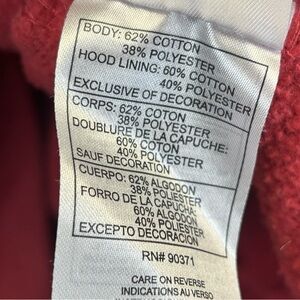 BODY: 62% COTTON
38% POLYESTER
HOOD LINING: 60% COTTON
40% POLYESTER
EXCLUSIVE OF DECORATION
CORPS: 62% COTON
38% POLYESTER
DOUBLURE DE LA CAPUCHE:
60% COTON
40% POLYESTER
SAUF DECORATION
CUERPO: 62% ALGODON
38% POLIESTER
FORRO DE LA CAPUCHA:
60% ALGODON
40% POLIESTER
EXCEPTO DECORACION
RN# 90371
CARE ON REVERSE
INDICATIONS AU VERSO